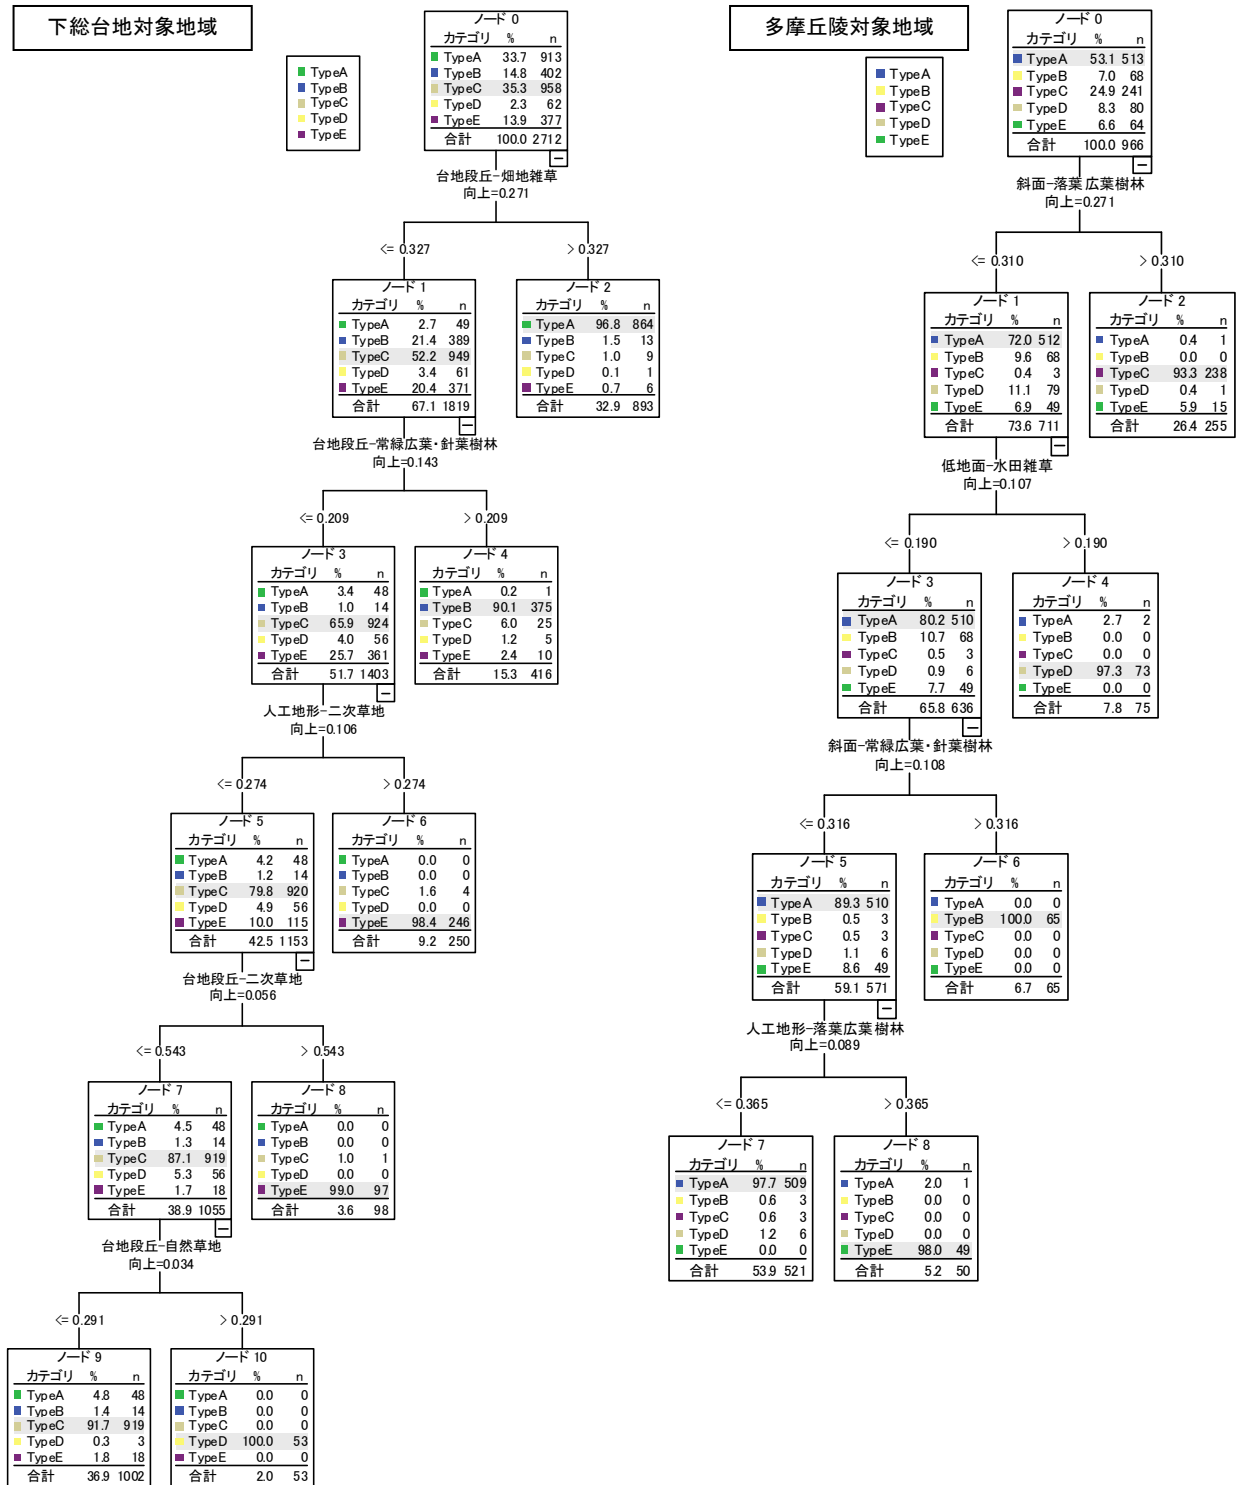 下総台地対象地域
TypeA
TypeB
TypeC
TypeD
TypeE
ノード 0
カテゴリ % n
TypeA 33.7 913
TypeB 14.8 402
TypeC 35.3 958
TypeD 2.3 62
TypeE 13.9 377
合計 100.0 2712
台地段丘-畑地雑草
向上=0.271
<= 0.327
> 0.327
ノード 1
カテゴリ % n
TypeA 2.7 49
TypeB 21.4 389
TypeC 52.2 949
TypeD 3.4 61
TypeE 20.4 371
合計 67.1 1819
ノード 2
カテゴリ % n
TypeA 96.8 864
TypeB 1.5 13
TypeC 1.0 9
TypeD 0.1 1
TypeE 0.7 6
合計 32.9 893
台地段丘-常緑広葉・針葉樹林
向上=0.143
<= 0.209
> 0.209
ノード 3
カテゴリ % n
TypeA 3.4 48
TypeB 1.0 14
TypeC 65.9 924
TypeD 4.0 56
TypeE 25.7 361
合計 51.7 1403
ノード 4
カテゴリ % n
TypeA 0.2 1
TypeB 90.1 375
TypeC 6.0 25
TypeD 1.2 5
TypeE 2.4 10
合計 15.3 416
人工地形-二次草地
向上=0.106
<= 0.274
> 0.274
ノード 5
カテゴリ % n
TypeA 4.2 48
TypeB 1.2 14
TypeC 79.8 920
TypeD 4.9 56
TypeE 10.0 115
合計 42.5 1153
ノード 6
カテゴリ % n
TypeA 0.0 0
TypeB 0.0 0
TypeC 1.6 4
TypeD 0.0 0
TypeE 98.4 246
合計 9.2 250
台地段丘-二次草地
向上=0.056
<= 0.543
> 0.543
ノード 7
カテゴリ % n
TypeA 4.5 48
TypeB 1.3 14
TypeC 87.1 919
TypeD 5.3 56
TypeE 1.7 18
合計 38.9 1055
ノード 8
カテゴリ % n
TypeA 0.0 0
TypeB 0.0 0
TypeC 1.0 1
TypeD 0.0 0
TypeE 99.0 97
合計 3.6 98
台地段丘-自然草地
向上=0.034
<= 0.291
> 0.291
ノード 9
カテゴリ % n
TypeA 4.8 48
TypeB 1.4 14
TypeC 91.7 919
TypeD 0.3 3
TypeE 1.8 18
合計 36.9 1002
ノード 10
カテゴリ % n
TypeA 0.0 0
TypeB 0.0 0
TypeC 0.0 0
TypeD 100.0 53
TypeE 0.0 0
合計 2.0 53
多摩丘陵対象地域
TypeA
TypeB
TypeC
TypeD
TypeE
ノード 0
カテゴリ % n
TypeA 53.1 513
TypeB 7.0 68
TypeC 24.9 241
TypeD 8.3 80
TypeE 6.6 64
合計 100.0 966
斜面-落葉広葉樹林
向上=0.271
<= 0.310
> 0.310
ノード 1
カテゴリ % n
TypeA 72.0 512
TypeB 9.6 68
TypeC 0.4 3
TypeD 11.1 79
TypeE 6.9 49
合計 73.6 711
ノード 2
カテゴリ % n
TypeA 0.4 1
TypeB 0.0 0
TypeC 93.3 238
TypeD 0.4 1
TypeE 5.9 15
合計 26.4 255
低地面-水田雑草
向上=0.107
<= 0.190
> 0.190
ノード 3
カテゴリ % n
TypeA 80.2 510
TypeB 10.7 68
TypeC 0.5 3
TypeD 0.9 6
TypeE 7.7 49
合計 65.8 636
ノード 4
カテゴリ % n
TypeA 2.7 2
TypeB 0.0 0
TypeC 0.0 0
TypeD 97.3 73
TypeE 0.0 0
合計 7.8 75
斜面-常緑広葉・針葉樹林
向上=0.108
<= 0.316
> 0.316
ノード 5
カテゴリ % n
TypeA 89.3 510
TypeB 0.5 3
TypeC 0.5 3
TypeD 1.1 6
TypeE 8.6 49
合計 59.1 571
ノード 6
カテゴリ % n
TypeA 0.0 0
TypeB 100.0 65
TypeC 0.0 0
TypeD 0.0 0
TypeE 0.0 0
合計 6.7 65
人工地形-落葉広葉樹林
向上=0.089
<= 0.365
> 0.365
ノード 7
カテゴリ % n
TypeA 97.7 509
TypeB 0.6 3
TypeC 0.6 3
TypeD 1.2 6
TypeE 0.0 0
合計 53.9 521
ノード 8
カテゴリ % n
TypeA 2.0 1
TypeB 0.0 0
TypeC 0.0 0
TypeD 0.0 0
TypeE 98.0 49
合計 5.2 50